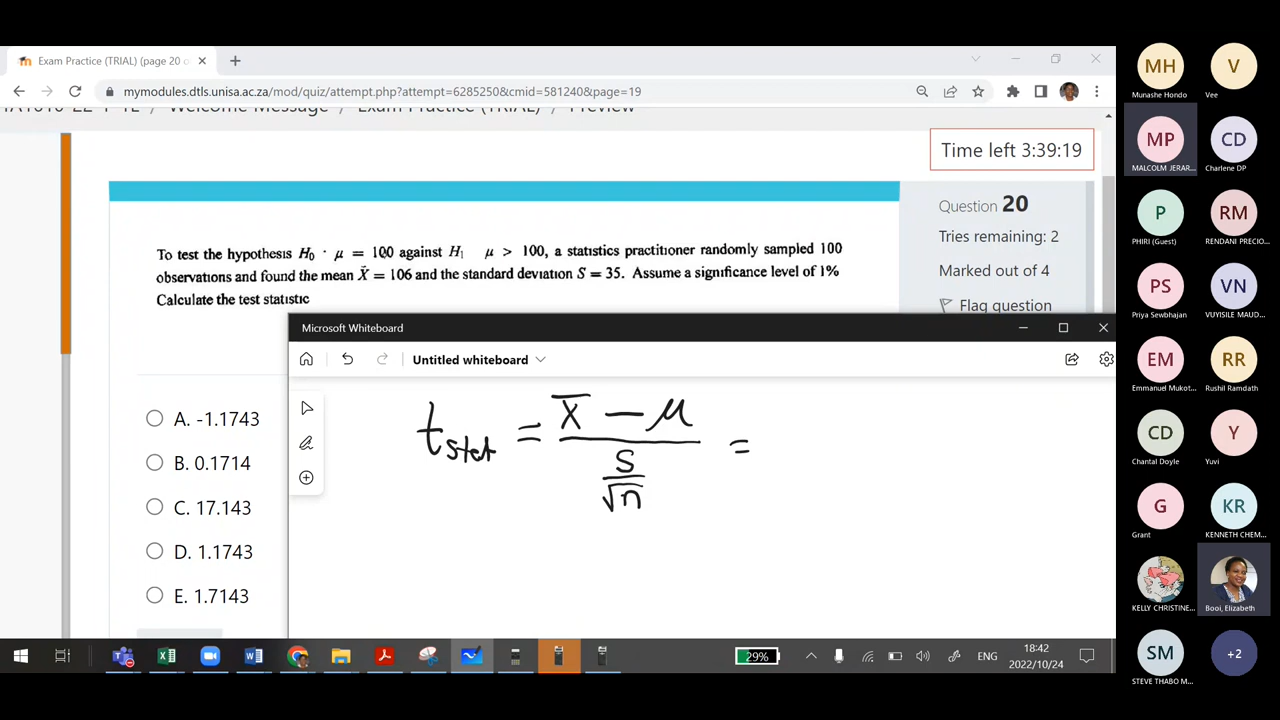 Exam Practice (TRIAL) (page 20 o
mymodules.dtls.unisa.ac.za/mod/quiz/attempt.php?attempt=6285250&cmid=581240&page=19
Welcome Message / Exam Practice (TRIAL) / Preview
Time left 3:39:19
Question 20
Tries remaining: 2
Marked out of 4
Flag question
To test the hypothesis H₀ · μ = 100 against H₁ μ > 100, a statistics practitioner randomly sampled 100
observations and found the mean X̄ = 106 and the standard deviation S = 35. Assume a significance level of 1%
Calculate the test statistic
A. -1.1743
B. 0.1714
C. 17.143
D. 1.1743
E. 1.7143
Microsoft Whiteboard
Untitled whiteboard
t stat = x̄ - μ / (s / √n) =
29%
ENG
18:42
2022/10/24
MH
Munashe Hondo
V
Vee
MP
MALCOLM JERAR...
CD
Charlene DP
P
PHIRI (Guest)
RM
RENDANI PRECIO...
PS
Priya Sewbhajan
VN
VUYISILE MAUD...
EM
Emmanuel Mukot...
RR
Rushil Ramdath
CD
Chantal Doyle
Y
Yuvi
G
Grant
KR
KENNETH CHEM...
KELLY CHRISTINE...
Booi, Elizabeth
SM
STEVE THABO M...
+2